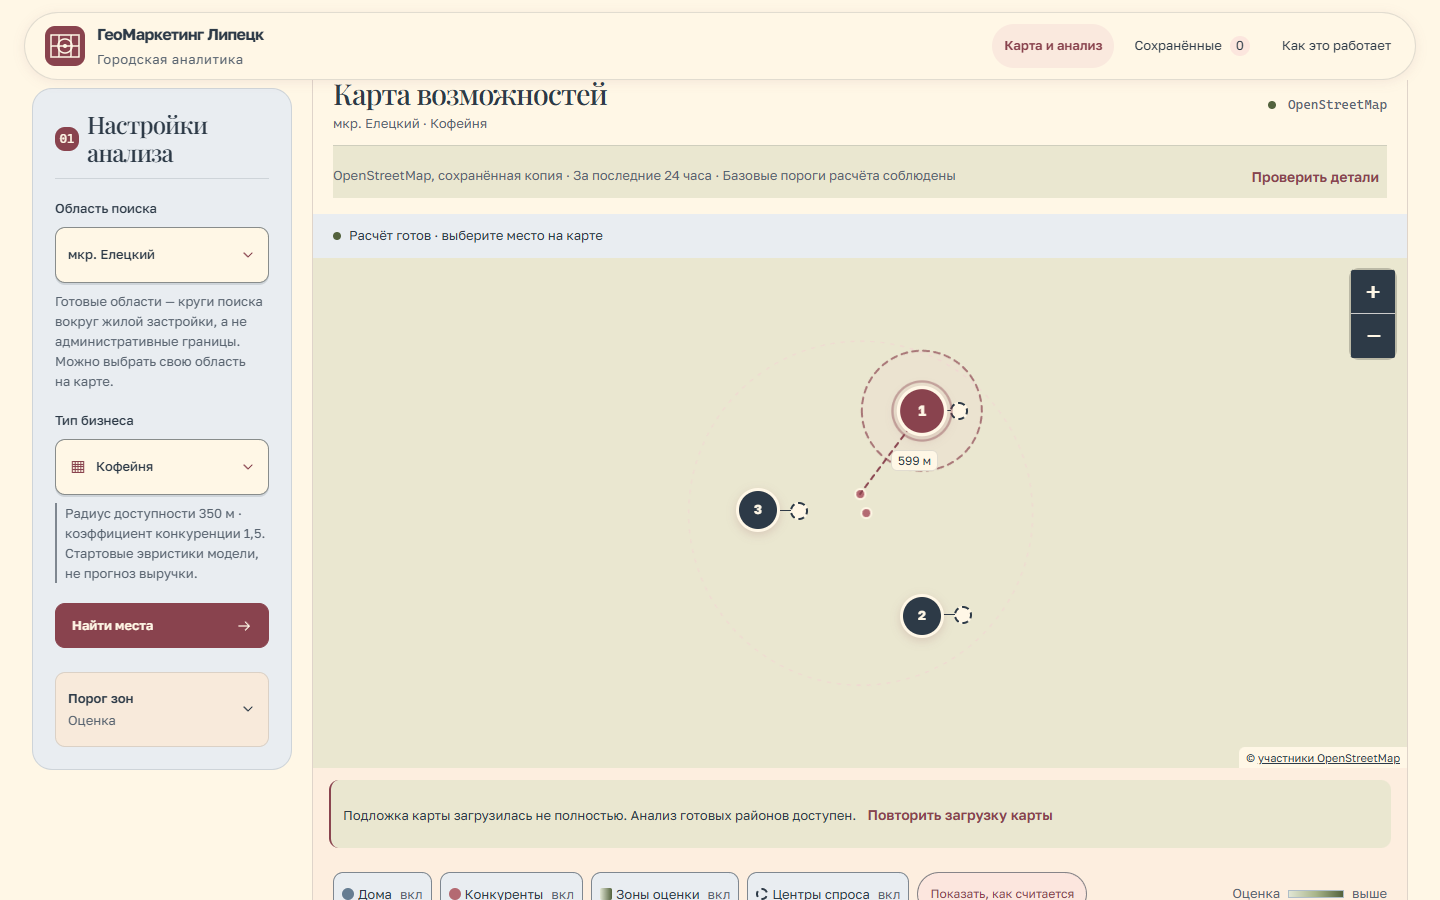 ГеоМаркетинг Липецк
Городская аналитика
Карта и анализ
Сохранённые 0
Как это работает
01
Настройки
анализа
Область поиска
мкр. Елецкий
Готовые области — круги поиска
вокруг жилой застройки, а не
административные границы.
Можно выбрать свою область
на карте.
Тип бизнеса
Кофейня
Радиус доступности 350 м ·
коэффициент конкуренции 1,5.
Стартовые эвристики модели,
не прогноз выручки.
Найти места
Порог зон
Оценка
Карта возможностей
мкр. Елецкий · Кофейня
OpenStreetMap
OpenStreetMap, сохранённая копия · За последние 24 часа · Базовые пороги расчёта соблюдены
Проверить детали
Расчёт готов · выберите место на карте
+
−
1
599 м
3
2
© участники OpenStreetMap
Подложка карты загрузилась не полностью. Анализ готовых районов доступен. Повторить загрузку карты
Дома вкл
Конкуренты вкл
Зоны оценки вкл
Центры спроса вкл
Показать, как считается
Оценка выше